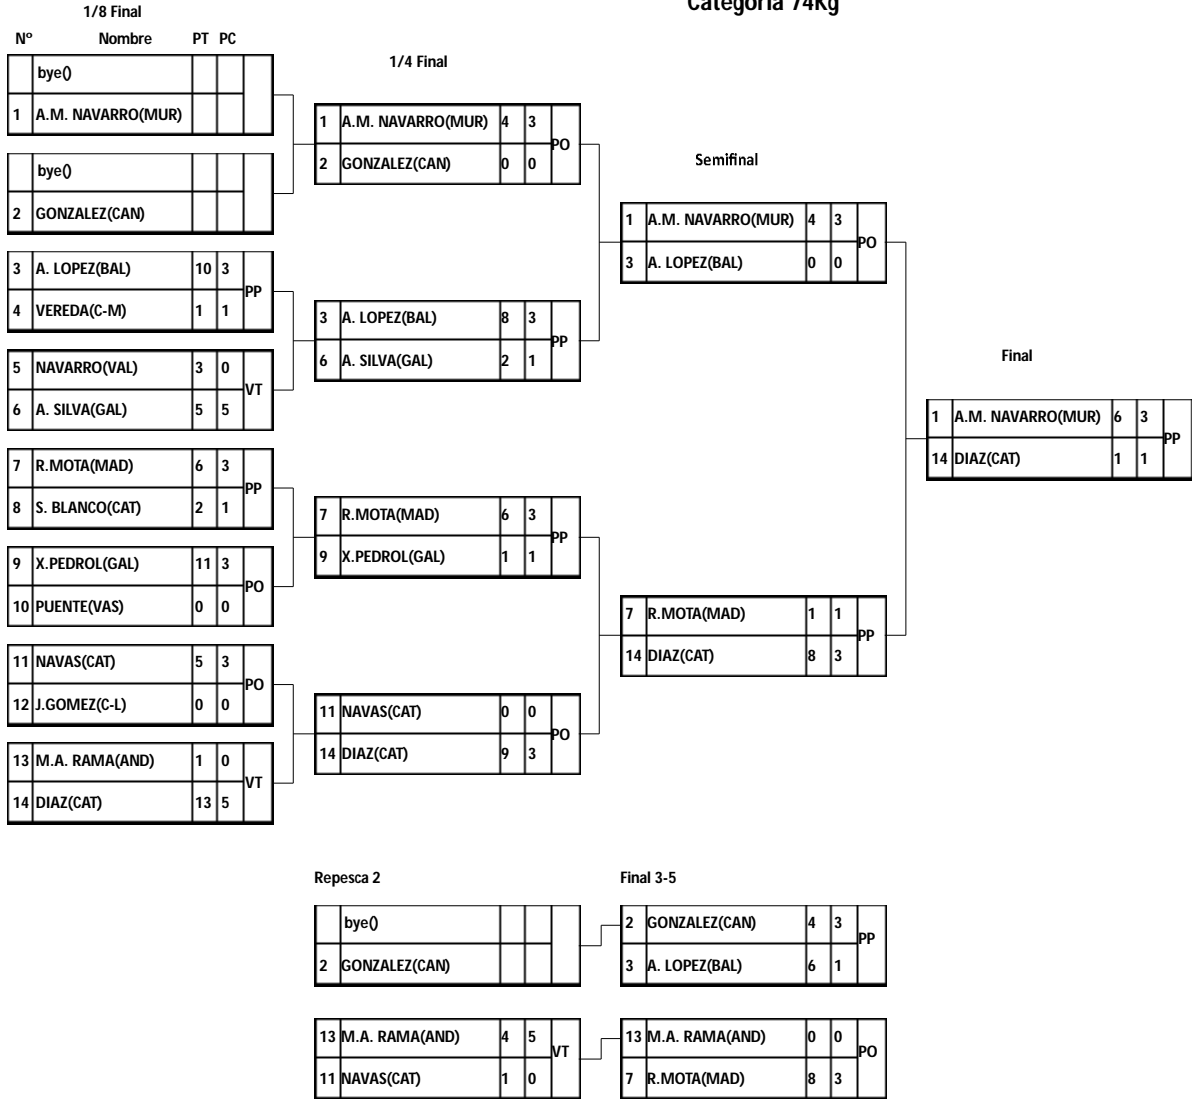 Categoria 74Kg
1/8 Final
Nº Nombre PT PC
bye()
1 A.M. NAVARRO(MUR)
bye()
2 GONZALEZ(CAN)
3 A. LOPEZ(BAL) 10 3
PP
4 VEREDA(C-M) 1 1
5 NAVARRO(VAL) 3 0
VT
6 A. SILVA(GAL) 5 5
7 R.MOTA(MAD) 6 3
PP
8 S. BLANCO(CAT) 2 1
9 X.PEDROL(GAL) 11 3
PO
10 PUENTE(VAS) 0 0
11 NAVAS(CAT) 5 3
PO
12 J.GOMEZ(C-L) 0 0
13 M.A. RAMA(AND) 1 0
VT
14 DIAZ(CAT) 13 5
1/4 Final
1 A.M. NAVARRO(MUR) 4 3
PO
2 GONZALEZ(CAN) 0 0
3 A. LOPEZ(BAL) 8 3
PP
6 A. SILVA(GAL) 2 1
7 R.MOTA(MAD) 6 3
PP
9 X.PEDROL(GAL) 1 1
11 NAVAS(CAT) 0 0
PO
14 DIAZ(CAT) 9 3
Semifinal
1 A.M. NAVARRO(MUR) 4 3
PO
3 A. LOPEZ(BAL) 0 0
7 R.MOTA(MAD) 1 1
PP
14 DIAZ(CAT) 8 3
Final
1 A.M. NAVARRO(MUR) 6 3
PP
14 DIAZ(CAT) 1 1
Repesca 2
bye()
2 GONZALEZ(CAN)
13 M.A. RAMA(AND) 4 5
VT
11 NAVAS(CAT) 1 0
Final 3-5
2 GONZALEZ(CAN) 4 3
PP
3 A. LOPEZ(BAL) 6 1
13 M.A. RAMA(AND) 0 0
PO
7 R.MOTA(MAD) 8 3